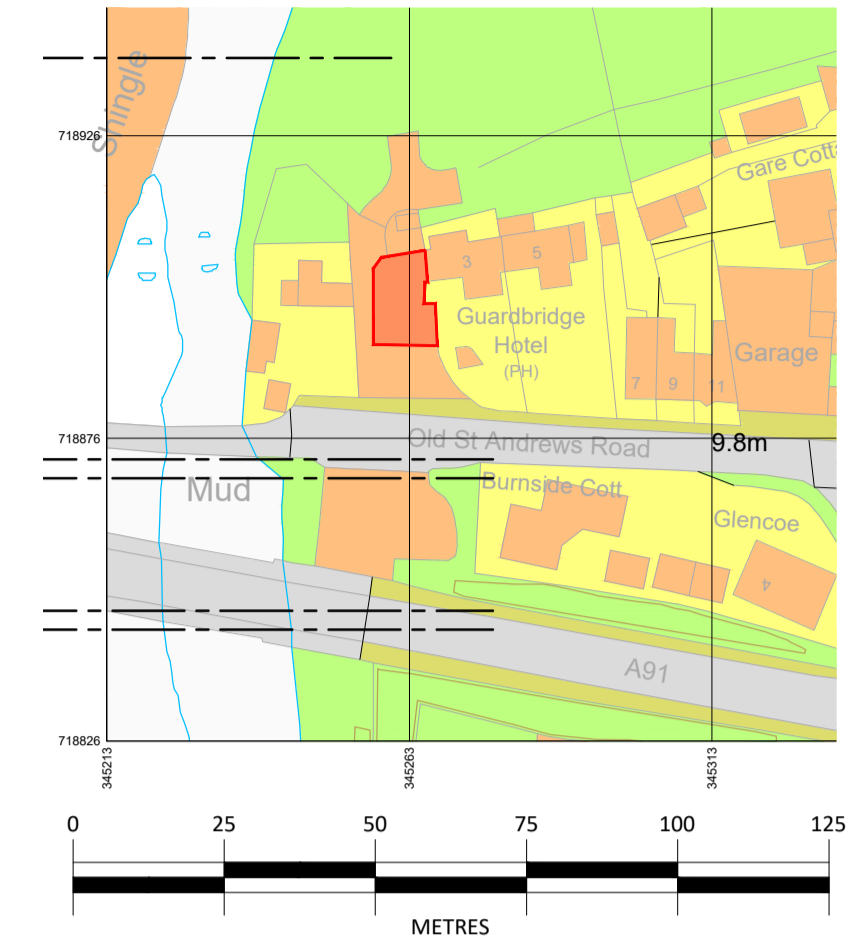 Shingle
718926
Gare Cotta
3
5
Guardbridge
Hotel
(PH)
Garage
7
9
11
718876
Old St Andrews Road
9.8m
Mud
Burnside Cott
Glencoe
4
A91
718826
345213
345263
345313
0
25
50
75
100
125
METRES